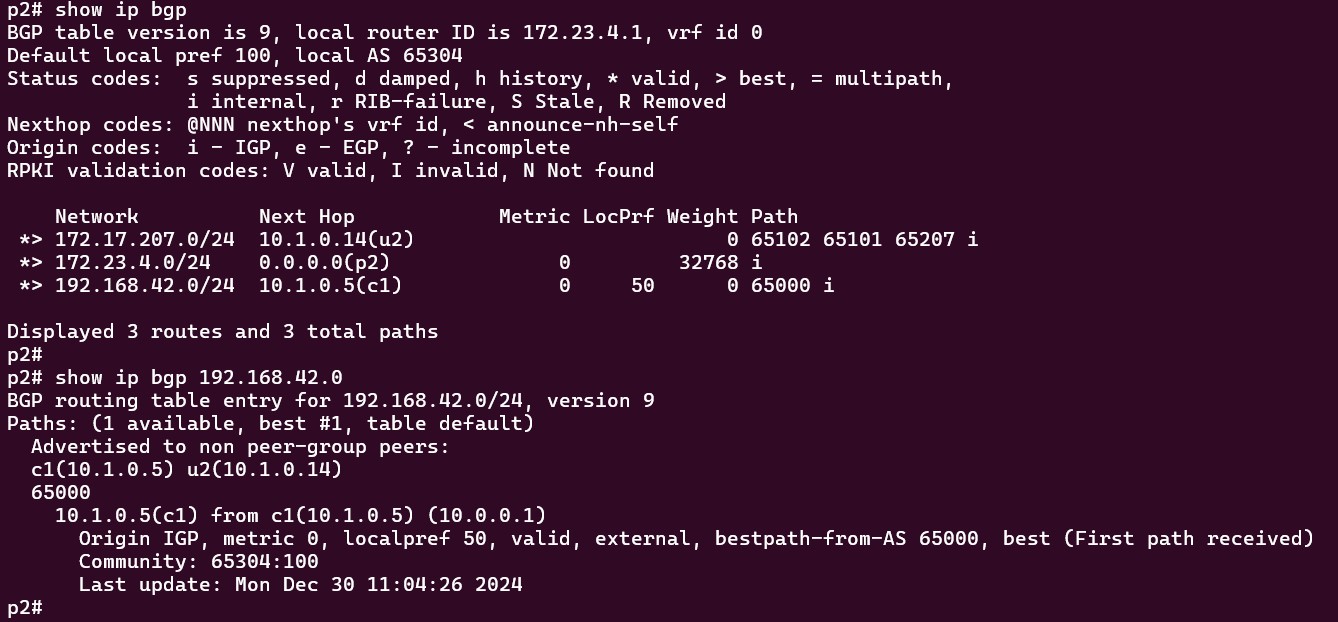 p2# show ip bgp
BGP table version is 9, local router ID is 172.23.4.1, vrf id 0
Default local pref 100, local AS 65304
Status codes:  s suppressed, d damped, h history, * valid, > best, = multipath,
               i internal, r RIB-failure, S Stale, R Removed
Nexthop codes: @NNN nexthop's vrf id, < announce-nh-self
Origin codes:  i - IGP, e - EGP, ? - incomplete
RPKI validation codes: V valid, I invalid, N Not found

    Network          Next Hop            Metric LocPrf Weight Path
 *> 172.17.207.0/24  10.1.0.14(u2)                          0 65102 65101 65207 i
 *> 172.23.4.0/24    0.0.0.0(p2)              0         32768 i
 *> 192.168.42.0/24  10.1.0.5(c1)             0     50      0 65000 i

Displayed 3 routes and 3 total paths
p2#
p2# show ip bgp 192.168.42.0
BGP routing table entry for 192.168.42.0/24, version 9
Paths: (1 available, best #1, table default)
  Advertised to non peer-group peers:
  c1(10.1.0.5) u2(10.1.0.14)
  65000
    10.1.0.5(c1) from c1(10.1.0.5) (10.0.0.1)
      Origin IGP, metric 0, localpref 50, valid, external, bestpath-from-AS 65000, best (First path received)
      Community: 65304:100
      Last update: Mon Dec 30 11:04:26 2024
p2#